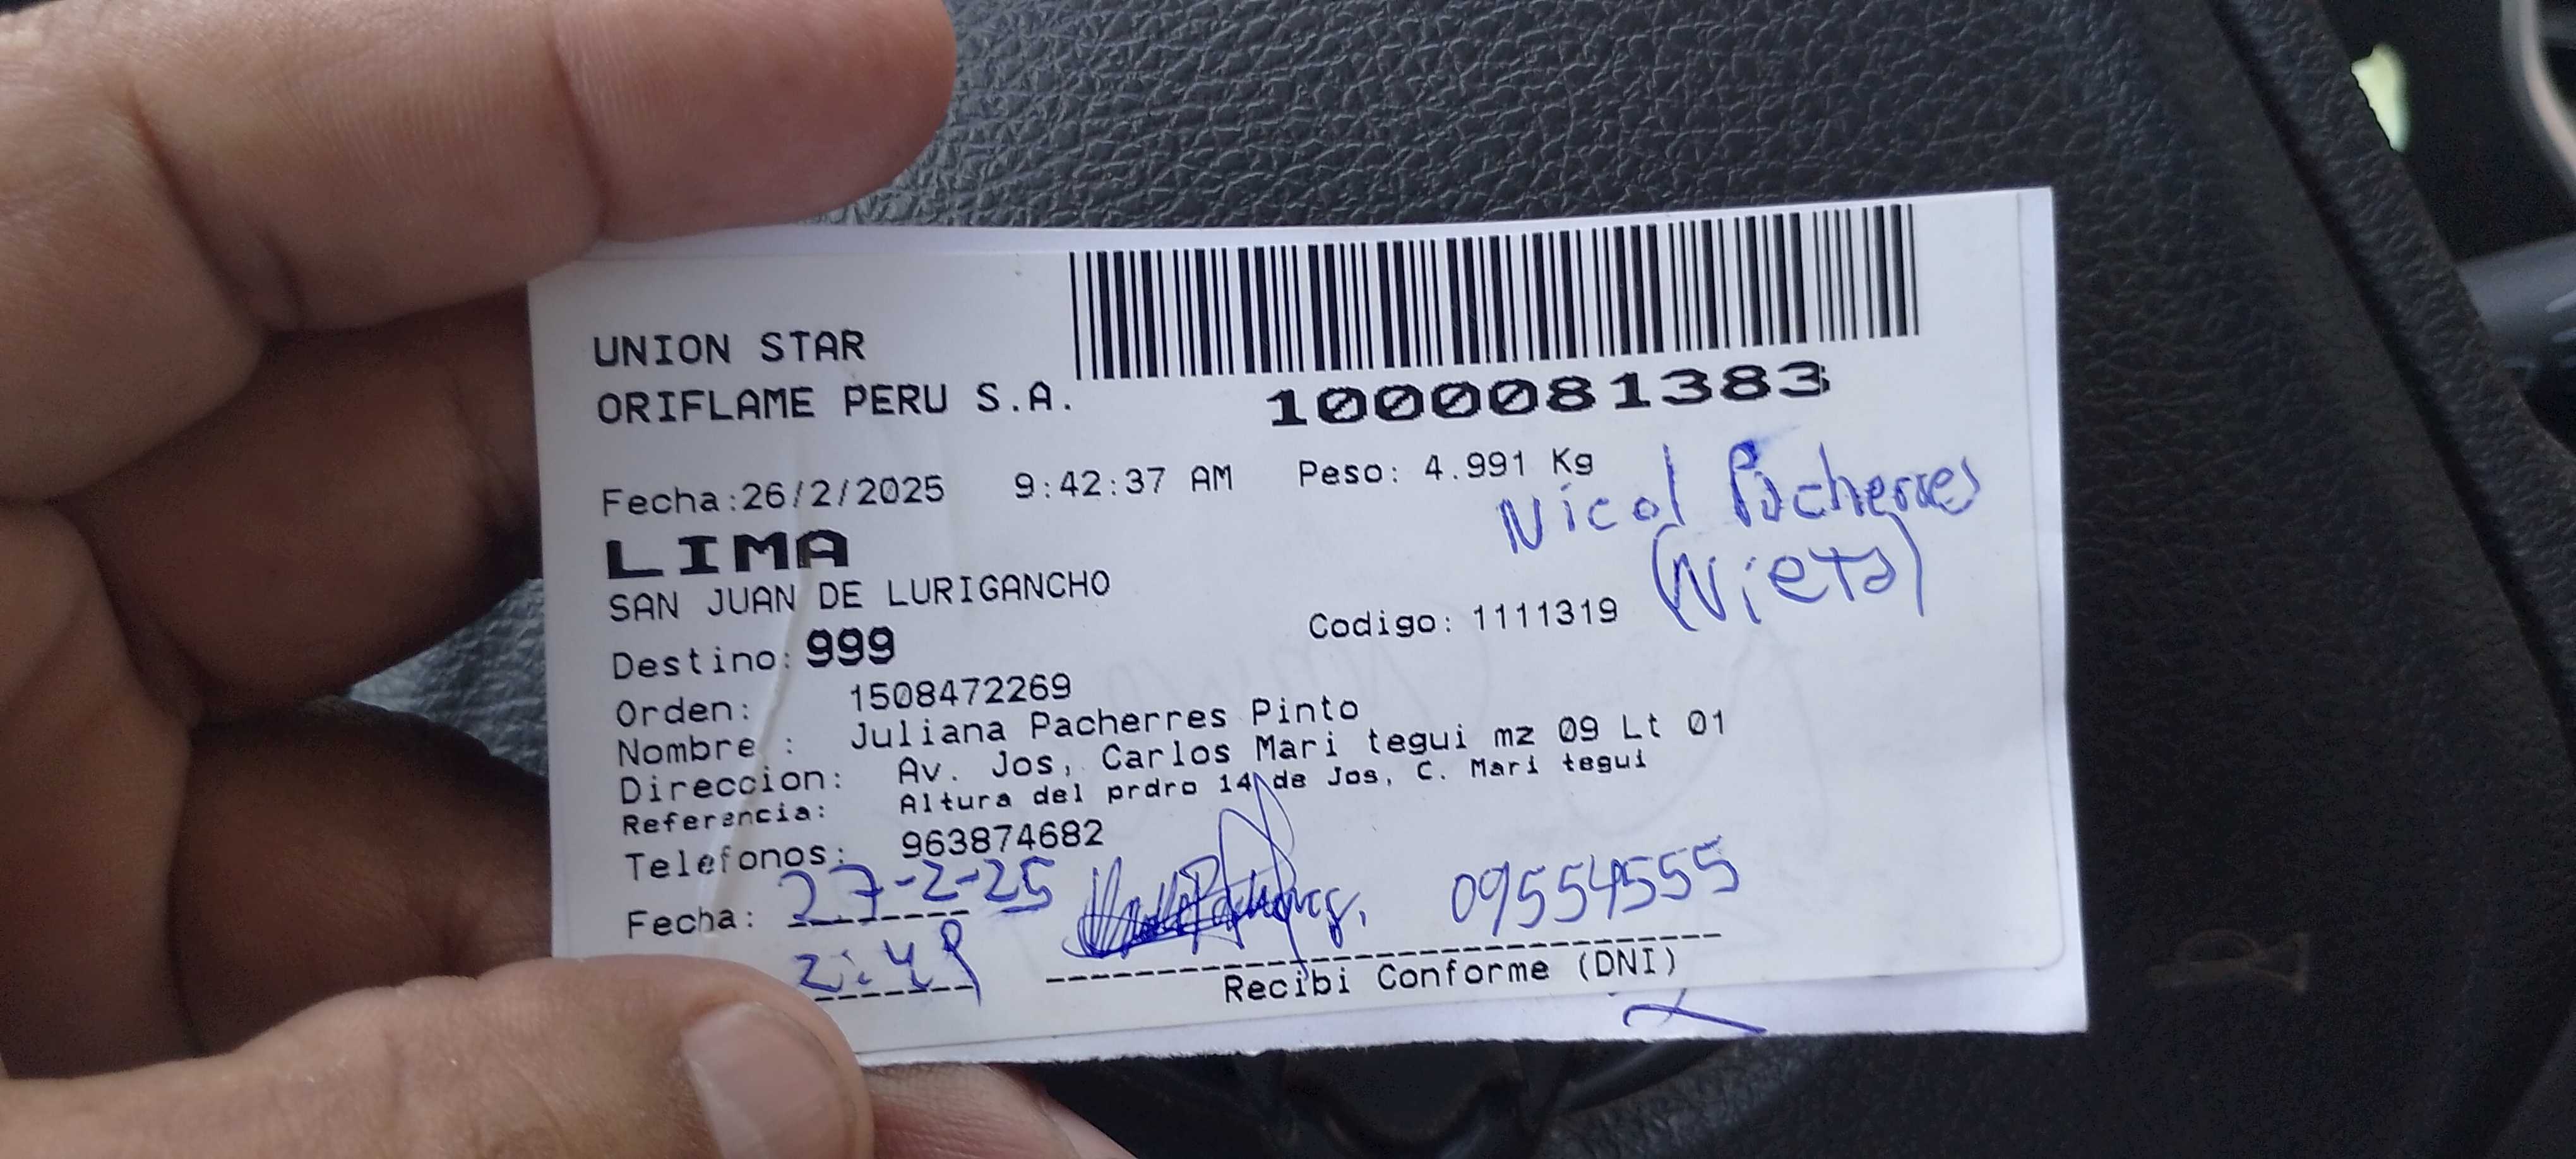 UNION STAR
ORIFLAME PERU S.A.
1000081383
Fecha:26/2/2025 9:42:37 AM Peso: 4.991 Kg
Nicol Pacherres
(Nieta)
LIMA
SAN JUAN DE LURIGANCHO
Codigo: 1111319
Destino: 999
Orden: 1508472269
Nombre : Juliana Pacherres Pinto
Direccion: Av. Jos, Carlos Mari tegui mz 09 Lt 01
Referencia: Altura del prdro 14 de Jos, C. Mari tegui
Telefonos: 963874682
Fecha: 27-2-25
09554555
Recibi Conforme (DNI)